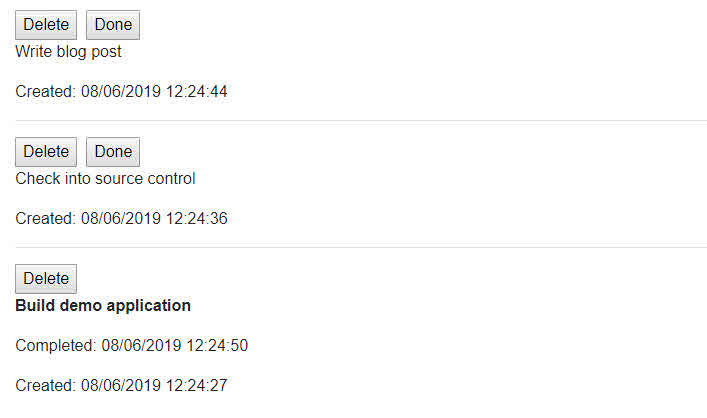 Delete Done
Write blog post
Created: 08/06/2019 12:24:44
Delete Done
Check into source control
Created: 08/06/2019 12:24:36
Delete
Build demo application
Completed: 08/06/2019 12:24:50
Created: 08/06/2019 12:24:27